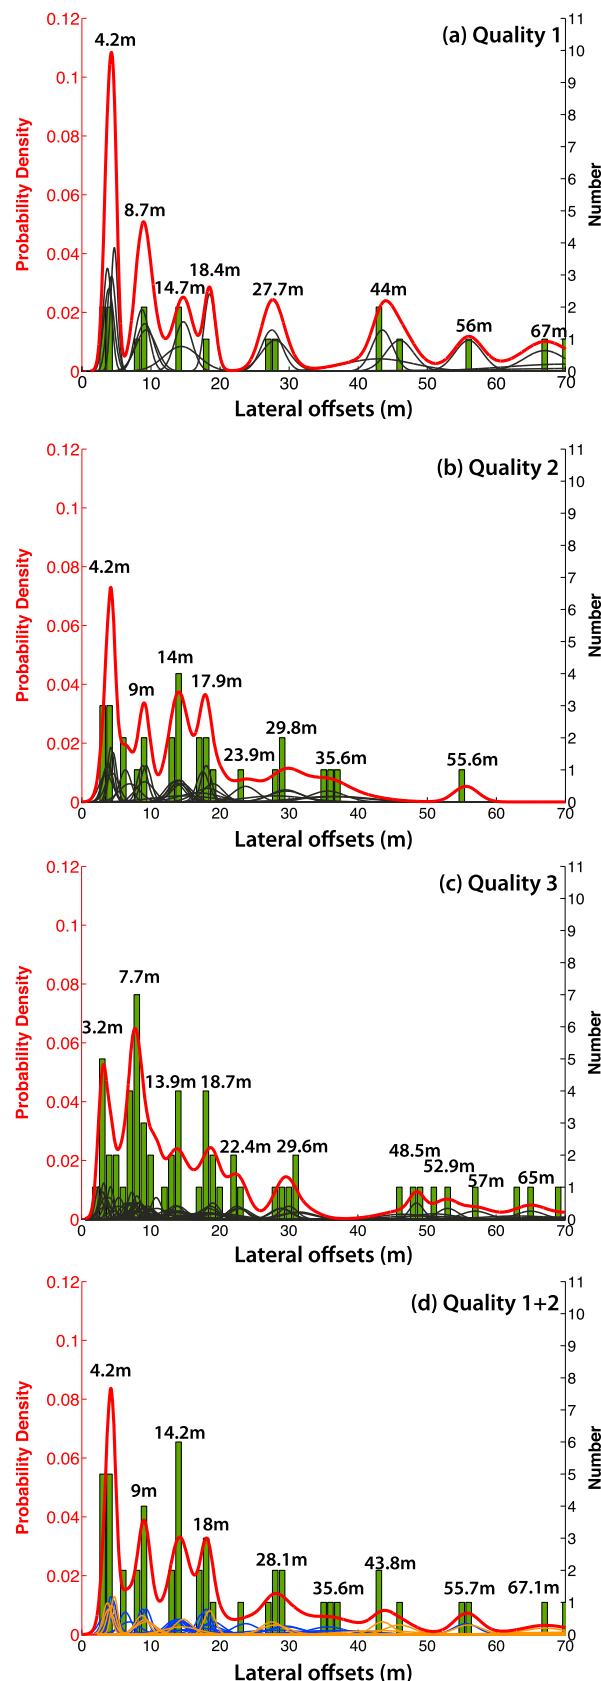 (a) Quality 1
4.2m
8.7m
14.7m
18.4m
27.7m
44m
56m
67m
0.12
0.1
0.08
0.06
0.04
0.02
0
Probability Density
11
10
9
8
7
6
5
4
3
2
1
0
Number
0 10 20 30 40 50 60 70
Lateral offsets (m)
(b) Quality 2
4.2m
9m
14m
17.9m
23.9m
29.8m
35.6m
55.6m
0.12
0.1
0.08
0.06
0.04
0.02
0
Probability Density
11
10
9
8
7
6
5
4
3
2
1
0
Number
0 10 20 30 40 50 60 70
Lateral offsets (m)
(c) Quality 3
3.2m
7.7m
13.9m
18.7m
22.4m
29.6m
48.5m
52.9m
57m
65m
0.12
0.1
0.08
0.06
0.04
0.02
0
Probability Density
11
10
9
8
7
6
5
4
3
2
1
0
Number
0 10 20 30 40 50 60 70
Lateral offsets (m)
(d) Quality 1+2
4.2m
9m
14.2m
18m
28.1m
35.6m
43.8m
55.7m
67.1m
0.12
0.1
0.08
0.06
0.04
0.02
0
Probability Density
11
10
9
8
7
6
5
4
3
2
1
0
Number
0 10 20 30 40 50 60 70
Lateral offsets (m)